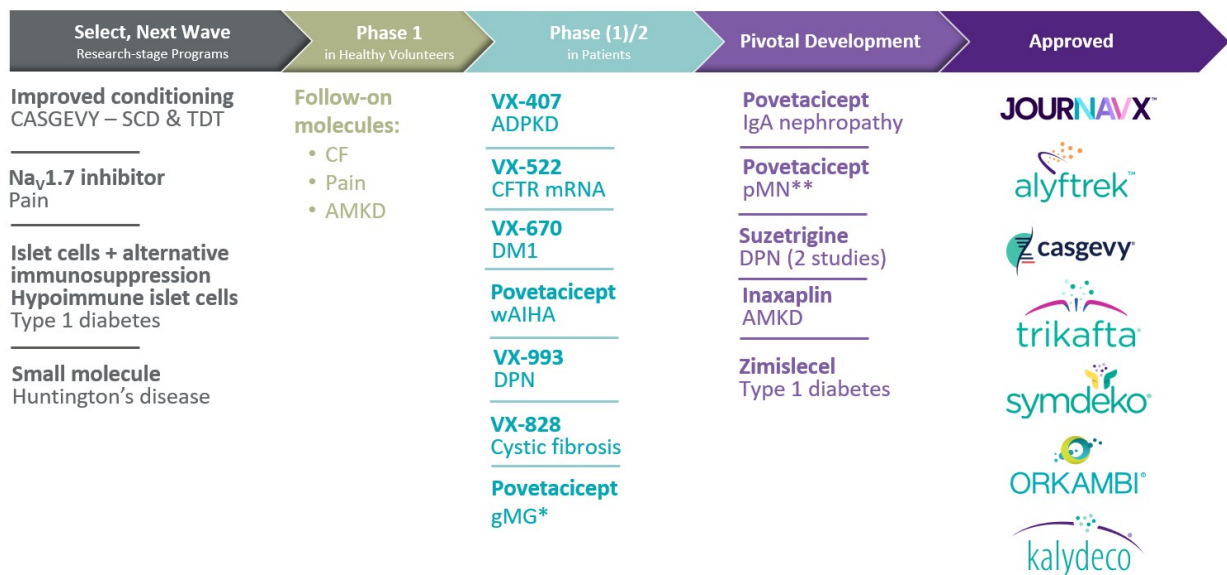 Select, Next Wave
Research-stage Programs
Phase 1
in Healthy Volunteers
Phase (1)/2
in Patients
Pivotal Development
Approved
Improved conditioning
CASGEVY – SCD & TDT
Na_V1.7 inhibitor
Pain
Islet cells + alternative
immunosuppression
Hypoimmune islet cells
Type 1 diabetes
Small molecule
Huntington's disease
Follow-on
molecules:
• CF
• Pain
• AMKD
VX-407
ADPKD
VX-522
CFTR mRNA
VX-670
DM1
Povetacicept
wAIHA
VX-993
DPN
VX-828
Cystic fibrosis
Povetacicept
gMG*
Povetacicept
IgA nephropathy
Povetacicept
pMN**
Suzetrigine
DPN (2 studies)
Inaxaplin
AMKD
Zimislecel
Type 1 diabetes
JOURNAVX™
alyftrek™
casgevy®
trikafta®
symdeko®
ORKAMBI®
kalydeco®